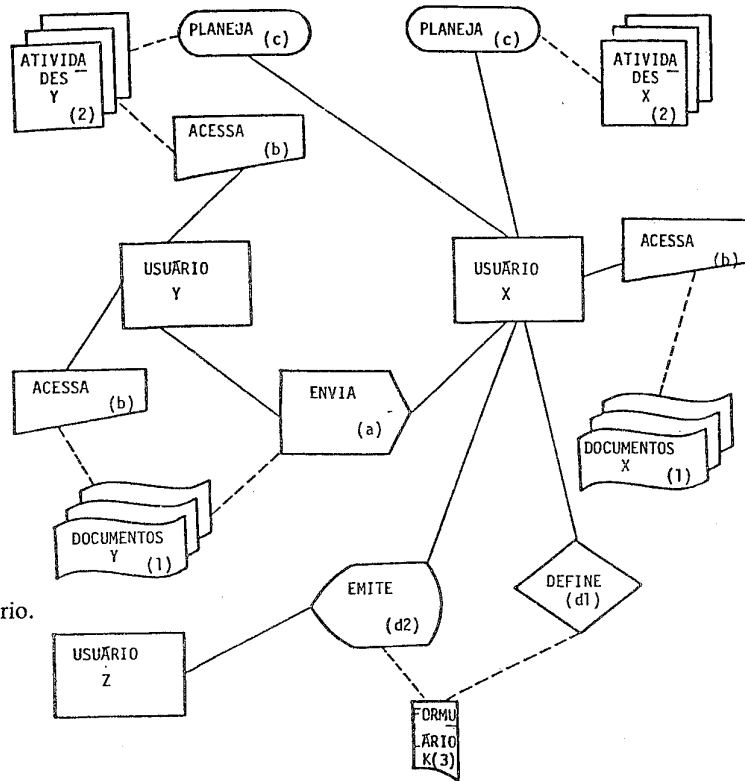 PLANEJA
(c)
PLANEJA
(c)
ATIVIDA
DES
Y
(2)
ATIVIDA
DES
X
(2)
ACESSA
(b)
USUÁRIO
Y
USUÁRIO
X
ACESSA
(b)
ACESSA
(b)
ENVIA
(a)
DOCUMENTOS
X
(1)
DOCUMENTOS
Y
(1)
EMITE
(d2)
DEFINE
(d1)
rio.
USUÁRIO
Z
FORMU
LÁRIO
K(3)